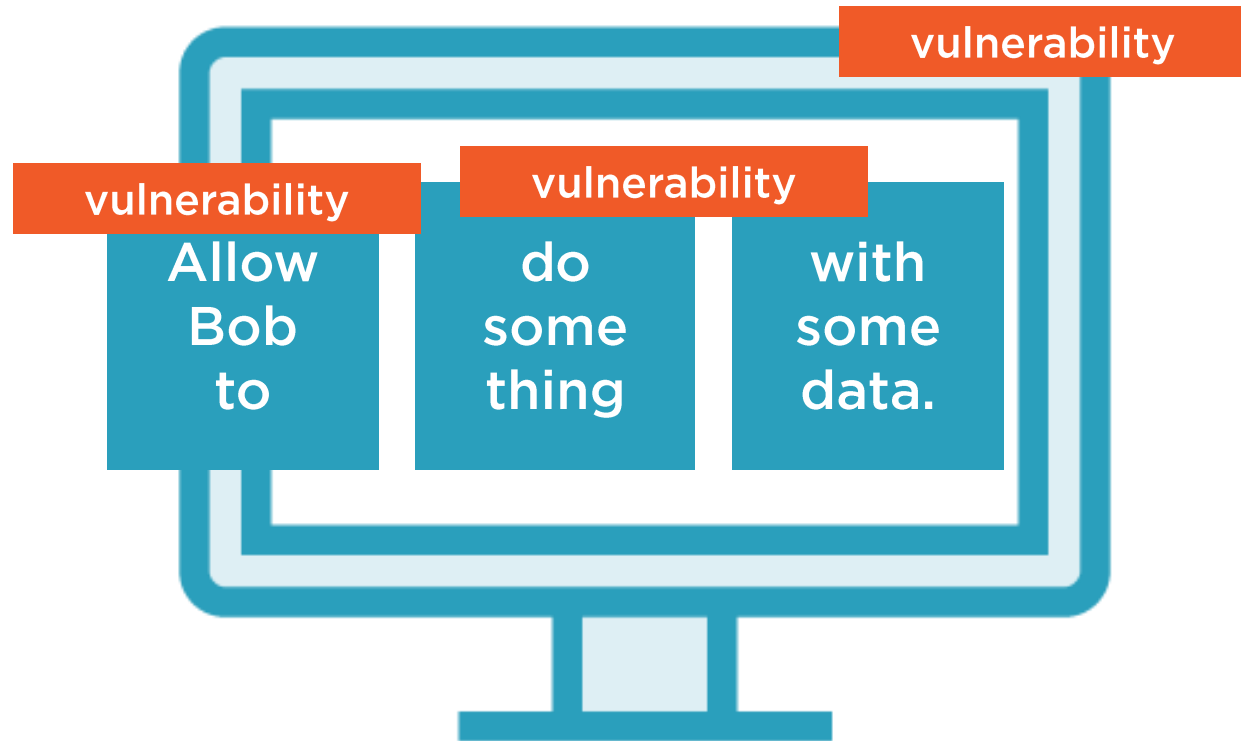 vulnerability
vulnerability
vulnerability
Allow
Bob
to
do
some
thing
with
some
data.